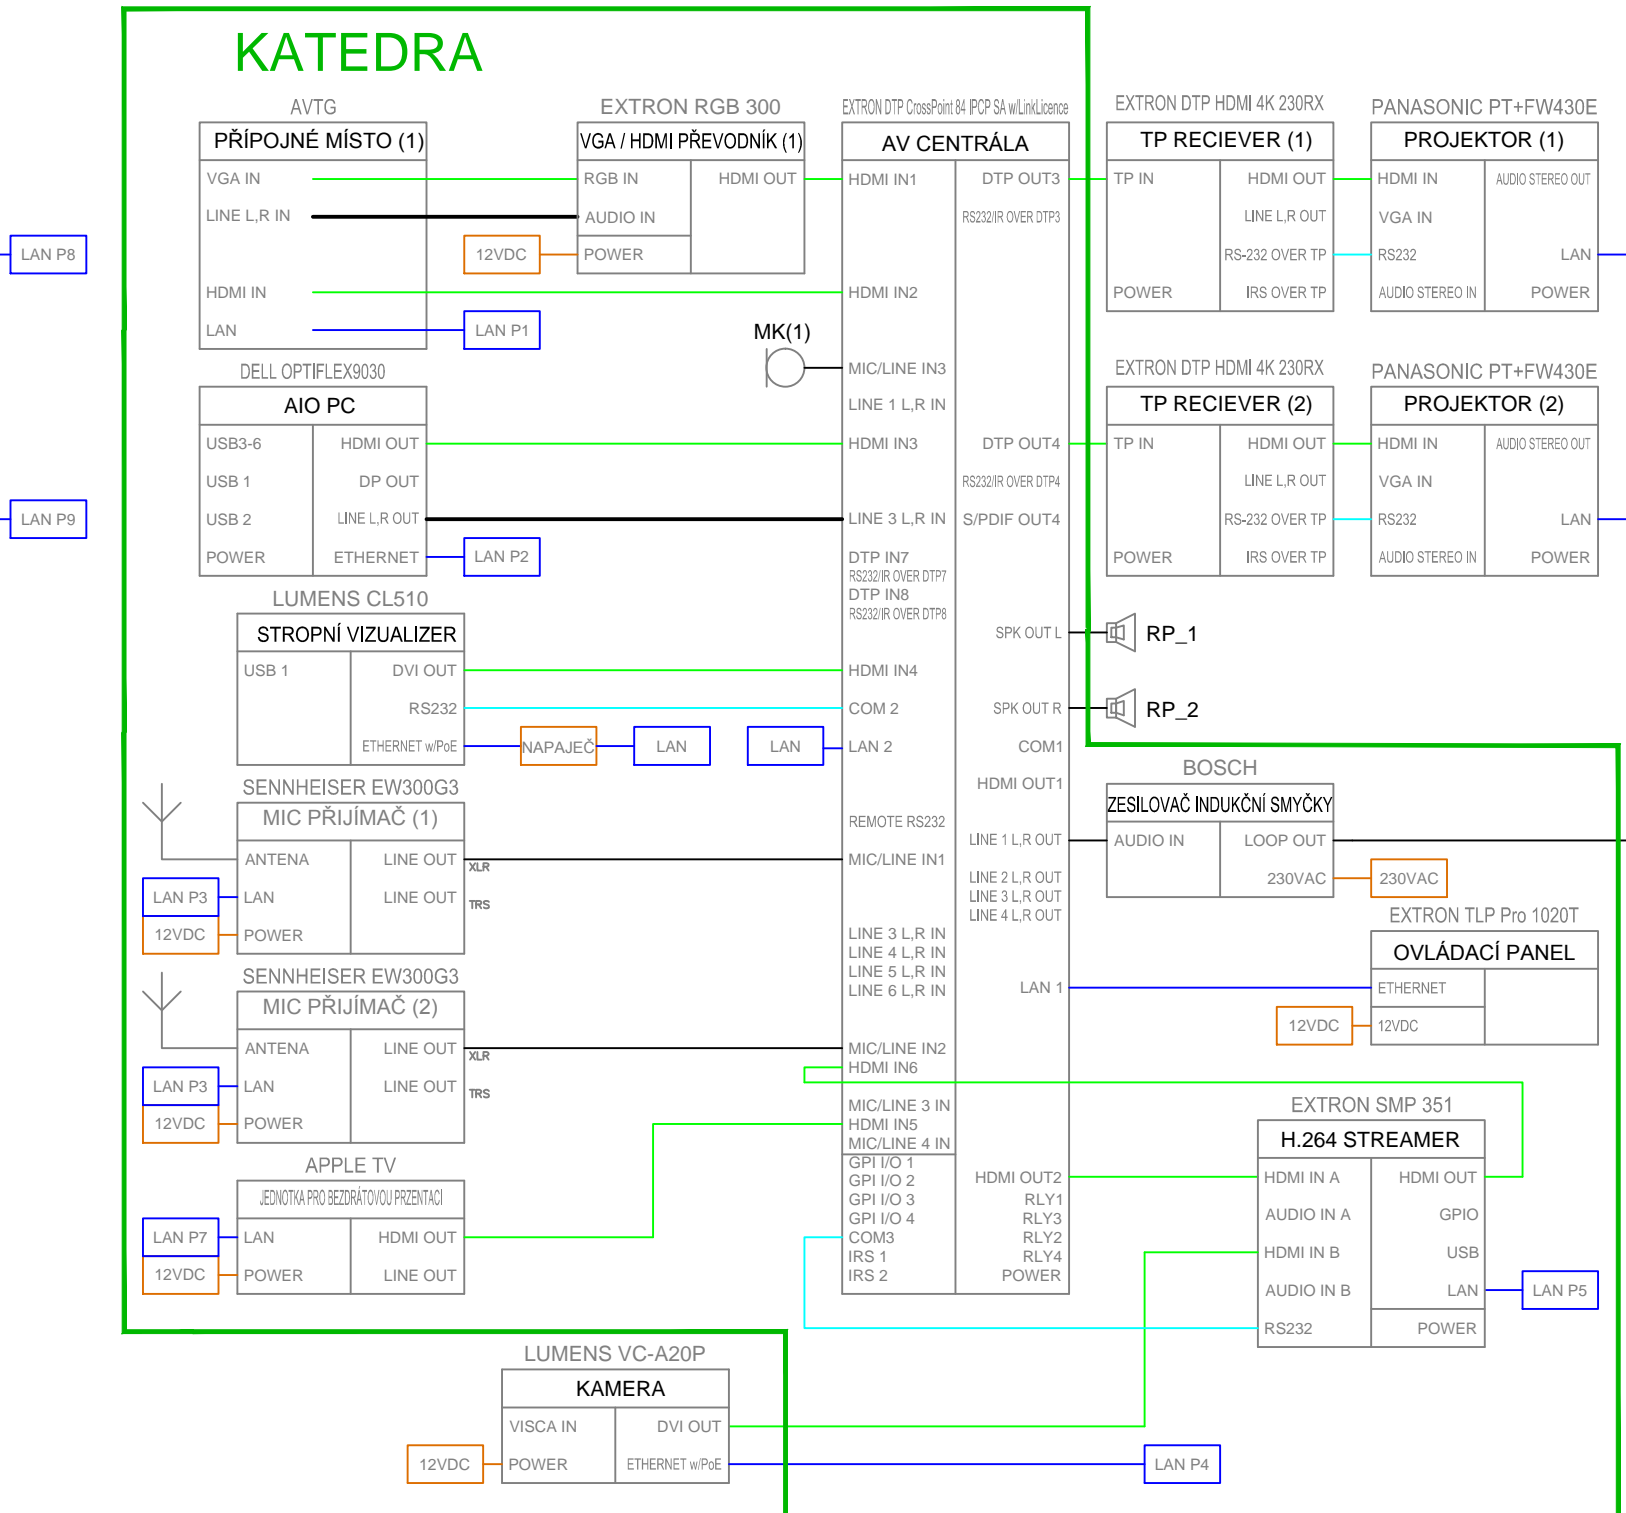 KATEDRA
AVTG
PŘÍPOJNÉ MÍSTO (1)
VGA IN
LINE L,R IN
HDMI IN
LAN
LAN P8
LAN P9
LAN P1
EXTRON RGB 300
VGA / HDMI PŘEVODNÍK (1)
RGB IN
HDMI OUT
AUDIO IN
POWER
12VDC
MK(1)
DELL OPTIFLEX9030
AIO PC
USB3-6
HDMI OUT
USB 1
DP OUT
USB 2
LINE L,R OUT
POWER
ETHERNET
LAN P2
LUMENS CL510
STROPNÍ VIZUALIZER
USB 1
DVI OUT
RS232
ETHERNET w/PoE
NAPAJEČ
LAN
LAN
SENNHEISER EW300G3
MIC PŘIJÍMAČ (1)
ANTENA
LINE OUT
XLR
LAN P3
LAN
LINE OUT
TRS
12VDC
POWER
SENNHEISER EW300G3
MIC PŘIJÍMAČ (2)
ANTENA
LINE OUT
XLR
LAN P3
LAN
LINE OUT
TRS
12VDC
POWER
APPLE TV
JEDNOTKA PRO BEZDRÁTOVOU PRZENTACÍ
LAN P7
LAN
HDMI OUT
12VDC
POWER
LINE OUT
EXTRON DTP CrossPoint 84 IPCP SA w/LinkLicence
AV CENTRÁLA
HDMI IN1
HDMI IN2
MIC/LINE IN3
LINE 1 L,R IN
HDMI IN3
LINE 3 L,R IN
DTP IN7
RS232/IR OVER DTP7
DTP IN8
RS232/IR OVER DTP8
HDMI IN4
COM 2
LAN 2
REMOTE RS232
MIC/LINE IN1
LINE 3 L,R IN
LINE 4 L,R IN
LINE 5 L,R IN
LINE 6 L,R IN
MIC/LINE IN2
HDMI IN6
MIC/LINE 3 IN
HDMI IN5
MIC/LINE 4 IN
GPI I/O 1
GPI I/O 2
GPI I/O 3
GPI I/O 4
COM3
IRS 1
IRS 2
DTP OUT3
RS232/IR OVER DTP3
DTP OUT4
RS232/IR OVER DTP4
S/PDIF OUT4
SPK OUT L
SPK OUT R
COM1
HDMI OUT1
LINE 1 L,R OUT
LINE 2 L,R OUT
LINE 3 L,R OUT
LINE 4 L,R OUT
LAN 1
HDMI OUT2
RLY1
RLY3
RLY2
RLY4
POWER
EXTRON DTP HDMI 4K 230RX
TP RECIEVER (1)
TP IN
HDMI OUT
LINE L,R OUT
RS-232 OVER TP
POWER
IRS OVER TP
PANASONIC PT+FW430E
PROJEKTOR (1)
HDMI IN
AUDIO STEREO OUT
VGA IN
RS232
LAN
AUDIO STEREO IN
POWER
EXTRON DTP HDMI 4K 230RX
TP RECIEVER (2)
TP IN
HDMI OUT
LINE L,R OUT
RS-232 OVER TP
POWER
IRS OVER TP
PANASONIC PT+FW430E
PROJEKTOR (2)
HDMI IN
AUDIO STEREO OUT
VGA IN
RS232
LAN
AUDIO STEREO IN
POWER
RP_1
RP_2
BOSCH
ZESILOVAČ INDUKČNÍ SMYČKY
AUDIO IN
LOOP OUT
230VAC
230VAC
EXTRON TLP Pro 1020T
OVLÁDACÍ PANEL
ETHERNET
12VDC
12VDC
EXTRON SMP 351
H.264 STREAMER
HDMI IN A
HDMI OUT
AUDIO IN A
GPIO
HDMI IN B
USB
AUDIO IN B
LAN
LAN P5
RS232
POWER
LUMENS VC-A20P
KAMERA
VISCA IN
DVI OUT
12VDC
POWER
ETHERNET w/PoE
LAN P4